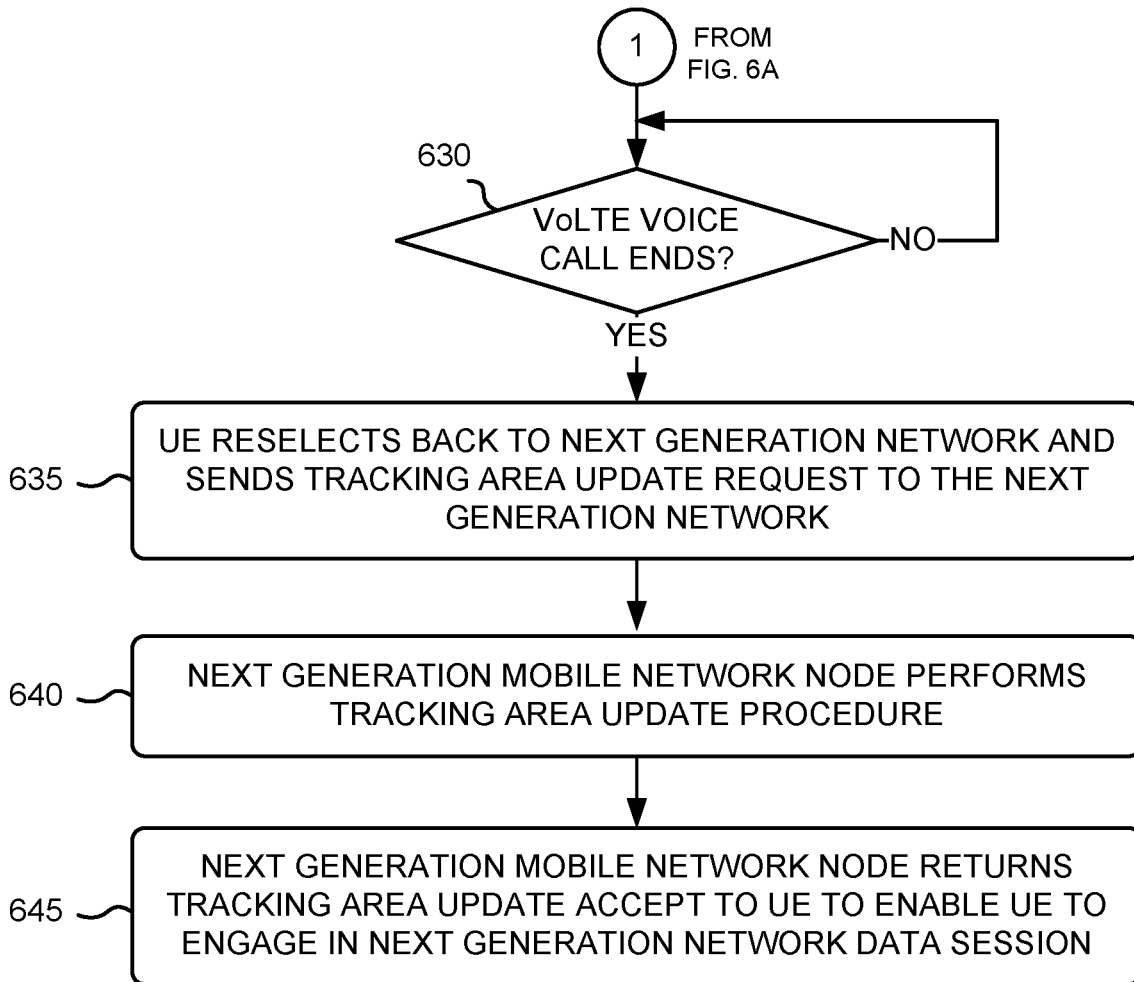 1
FROM
FIG. 6A
630
VoLTE VOICE
CALL ENDS?
NO
YES
635
UE RESELECTS BACK TO NEXT GENERATION NETWORK AND
SENDS TRACKING AREA UPDATE REQUEST TO THE NEXT
GENERATION NETWORK
640
NEXT GENERATION MOBILE NETWORK NODE PERFORMS
TRACKING AREA UPDATE PROCEDURE
645
NEXT GENERATION MOBILE NETWORK NODE RETURNS
TRACKING AREA UPDATE ACCEPT TO UE TO ENABLE UE TO
ENGAGE IN NEXT GENERATION NETWORK DATA SESSION